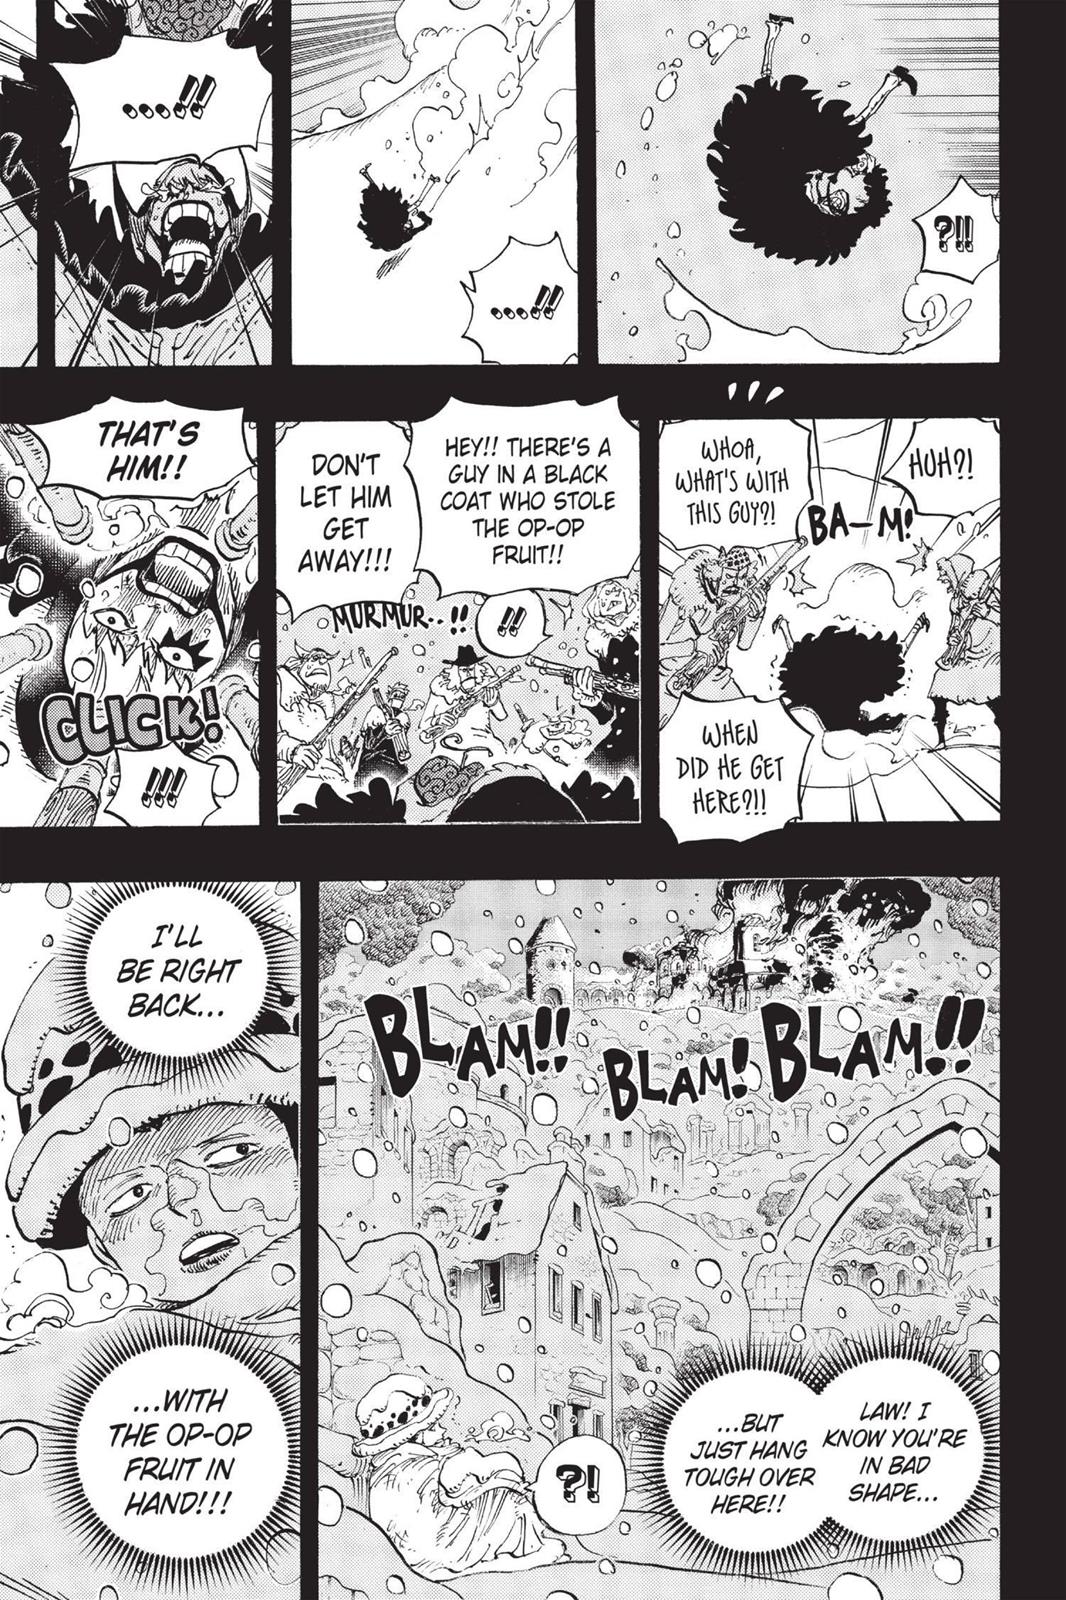 ?!!
...!!
...!!
HUH?!
WHOA,
WHAT'S WITH
THIS GUY?!
BA—M!
WHEN
DID HE GET
HERE?!!
HEY!! THERE'S A
GUY IN A BLACK
COAT WHO STOLE
THE OP-OP
FRUIT!!
DON'T
LET HIM
GET
AWAY!!!
MURMUR..!!
!!
THAT'S
HIM!!
CLICK!
!!!
BLAM!!
BLAM!
BLAM!!
LAW! I
KNOW YOU'RE
IN BAD
SHAPE...
...BUT
JUST HANG
TOUGH OVER
HERE!!
?!
I'LL
BE RIGHT
BACK...
...WITH
THE OP-OP
FRUIT IN
HAND!!!